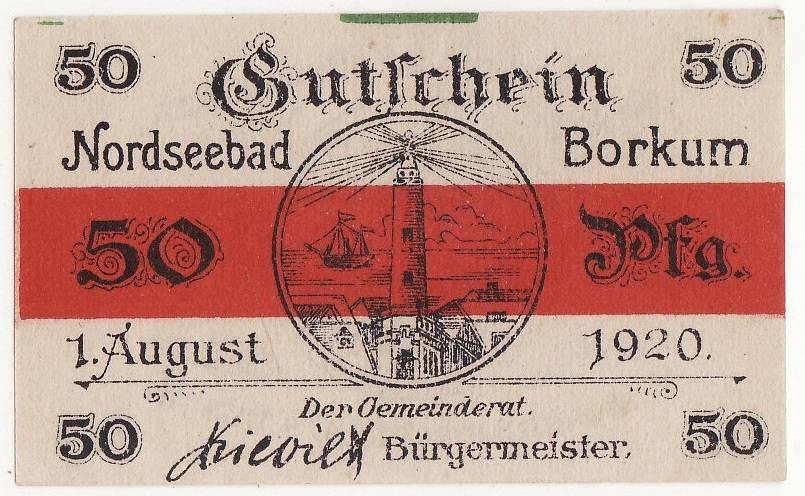 50 Gutschein 50
Nordseebad Borkum
50 Pfg.
1. August 1920.
Der Gemeinderat.
50 Bürgermeister. 50